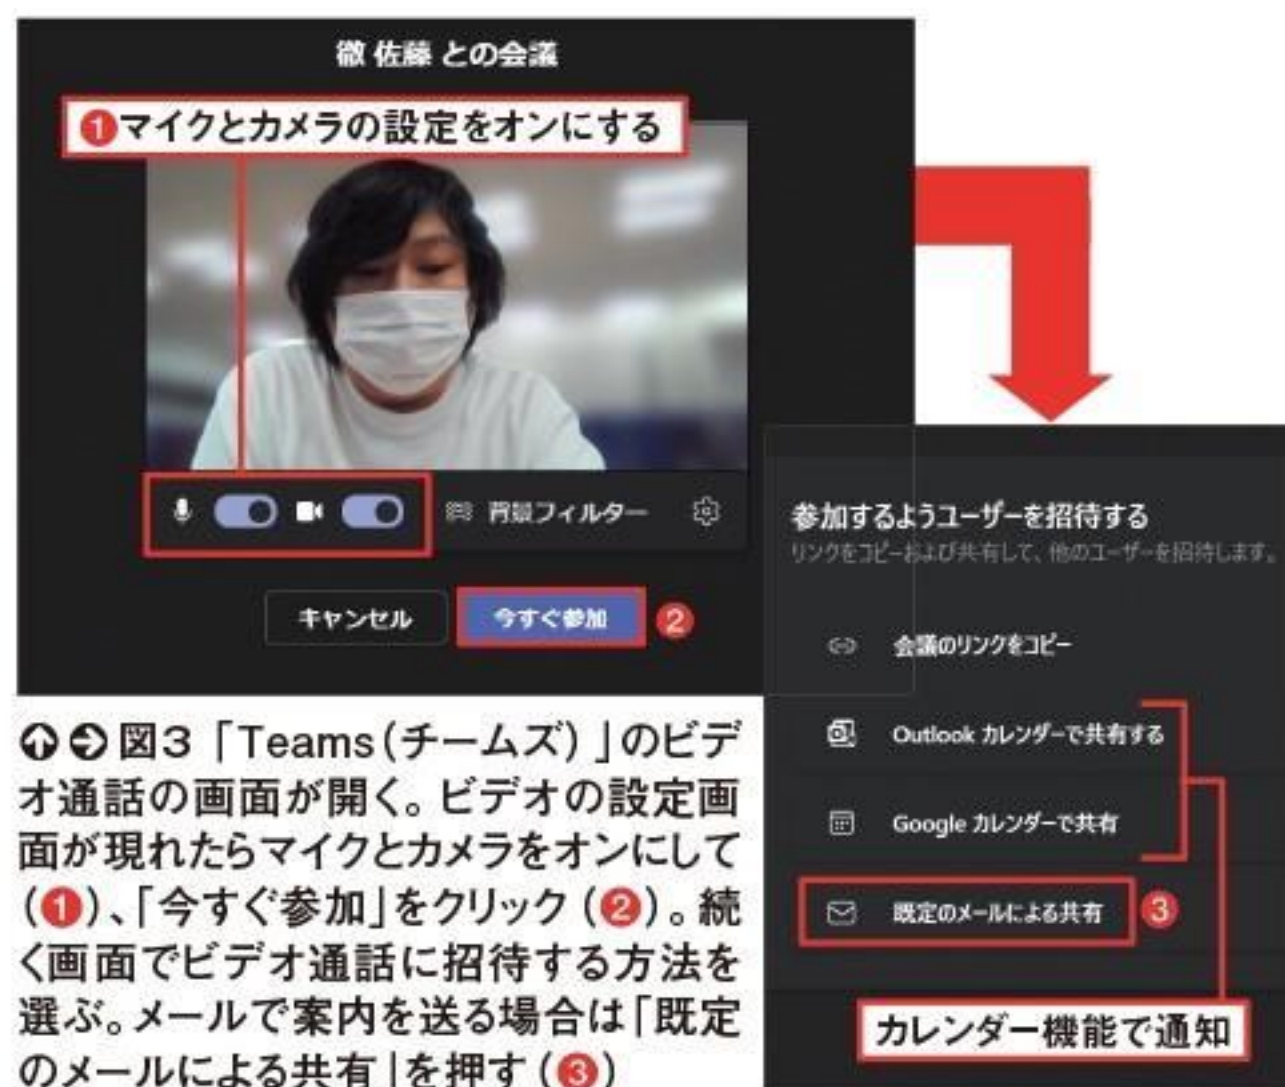 徹 佐藤 との会議
❶マイクとカメラの設定をオンにする
背景フィルター
キャンセル
今すぐ参加
❷
参加するようユーザーを招待する
リンクをコピーおよび共有して、他のユーザーを招待します。
会議のリンクをコピー
Outlook カレンダーで共有する
Google カレンダーで共有
既定のメールによる共有
❸
カレンダー機能で通知
図3「Teams(チームズ)」のビデ
オ通話の画面が開く。ビデオの設定画
面が現れたらマイクとカメラをオンにして
(❶)、「今すぐ参加」をクリック(❷)。続
く画面でビデオ通話に招待する方法を
選ぶ。メールで案内を送る場合は「既定
のメールによる共有」を押す(❸)